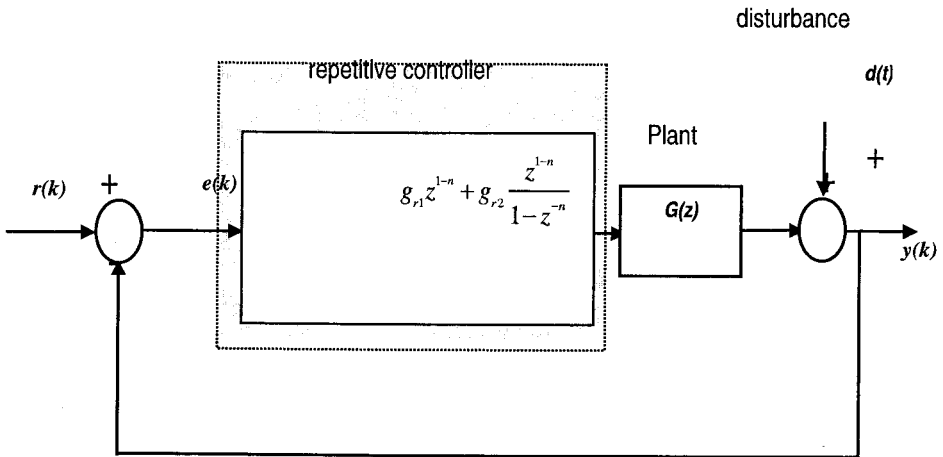 disturbance
repetitive controller
d(t)
Plant
+
r(k)
+
e(k)
g_{r1} z^{1-n} + g_{r2} \frac{z^{1-n}}{1 - z^{-n}}
G(z)
y(k)